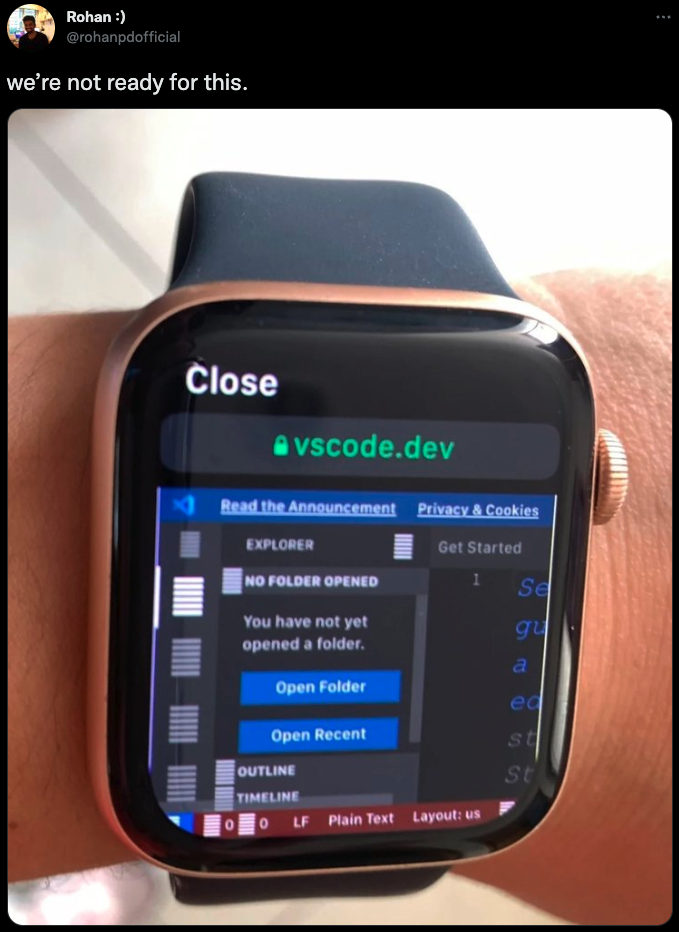 Rohan :)
@rohanpdofficial
we’re not ready for this.
Close
vscode.dev
Read the Announcement Privacy & Cookies
EXPLORER
Get Started
NO FOLDER OPENED
1
You have not yet
opened a folder.
Open Folder
Open Recent
OUTLINE
TIMELINE
Se
gu
a
ed
st
St
0 0 LF Plain Text Layout: us